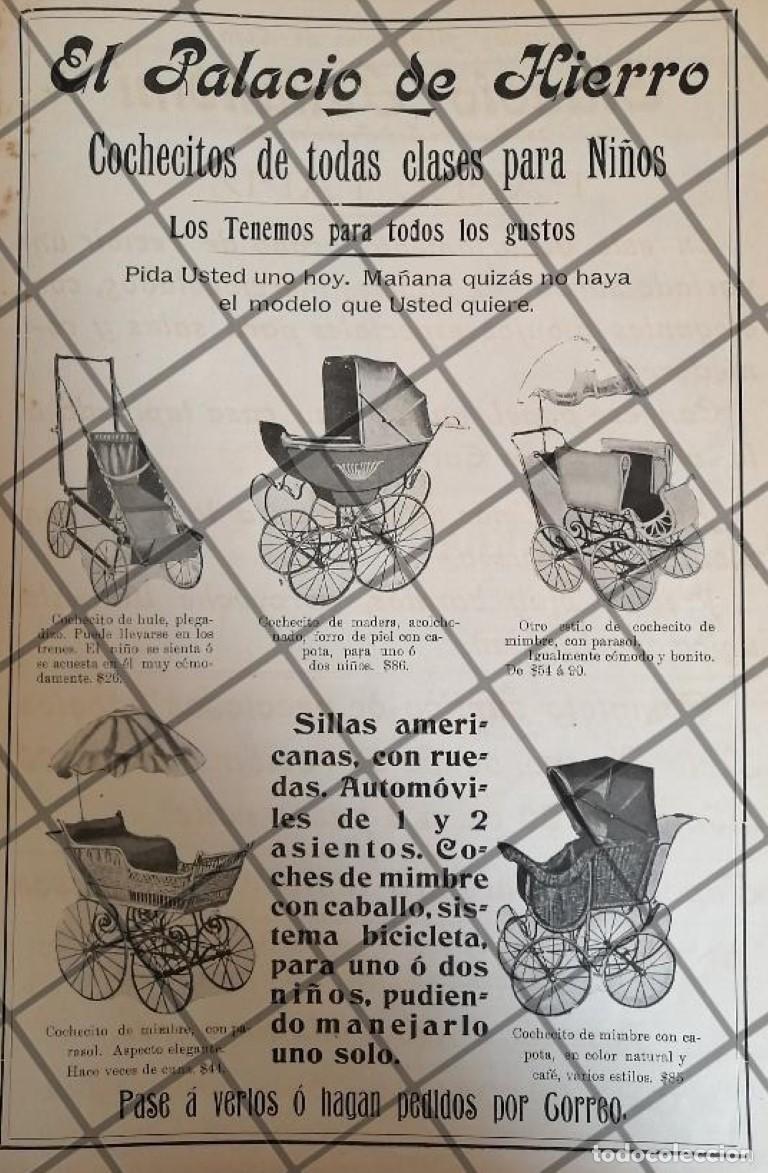 El Palacio de Hierro
Cochecitos de todas clases para Niños
Los Tenemos para todos los gustos
Pida Usted uno hoy. Mañana quizás no haya
el modelo que Usted quiere.
Cochecito de hule, plega-
dizo. Puede llevarse en los
trenes. El niño se sienta ó
se acuesta en él muy cómo-
damente. $26.
Cochecito de madera, acolcho-
nado, forro de piel con ca-
pota, para uno ó
dos niños. $86.
Otro estilo de cochecito de
mimbre, con parasol.
Igualmente cómodo y bonito.
De $54 á 90.
Sillas ameri-
canas, con rue-
das. Automóvi-
les de 1 y 2
asientos. Co-
ches de mimbre
con caballo, sis-
tema bicicleta,
para uno ó dos
niños, pudien-
do manejarlo
uno solo.
Cochecito de mimbre, con pa-
rasol. Aspecto elegante.
Hace veces de cuna. $44.
Cochecito de mimbre con ca-
pota, en color natural y
café, varios estilos. $85
Pase á verlos ó hagan pedidos por Correo.
todocoleccion